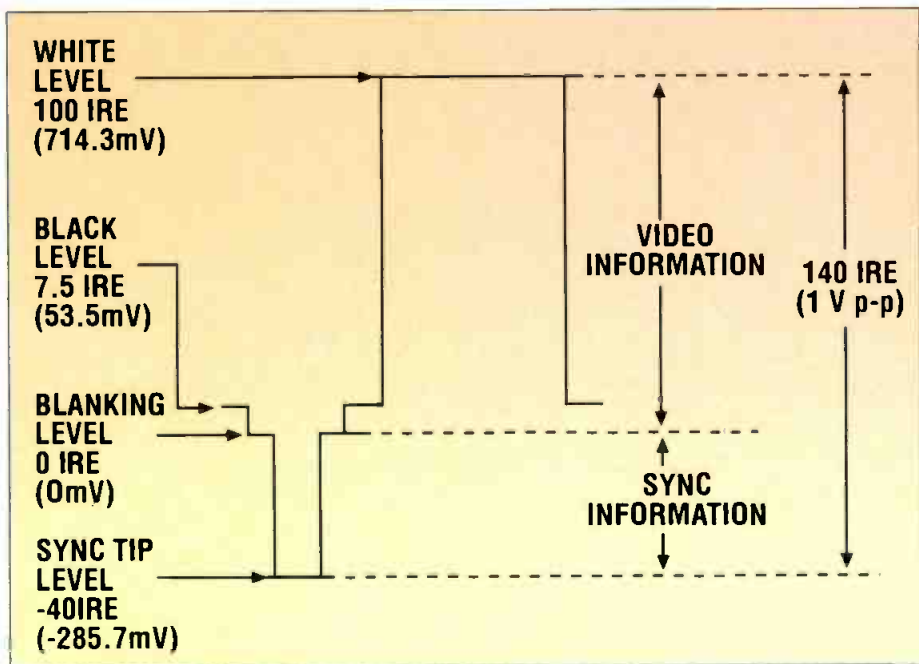 WHITE
LEVEL
100 IRE
(714.3mV)
BLACK
LEVEL
7.5 IRE
(53.5mV)
BLANKING
LEVEL
0 IRE
(0mV)
SYNC TIP
LEVEL
-40IRE
(-285.7mV)
VIDEO
INFORMATION
SYNC
INFORMATION
140 IRE
(1 V p-p)